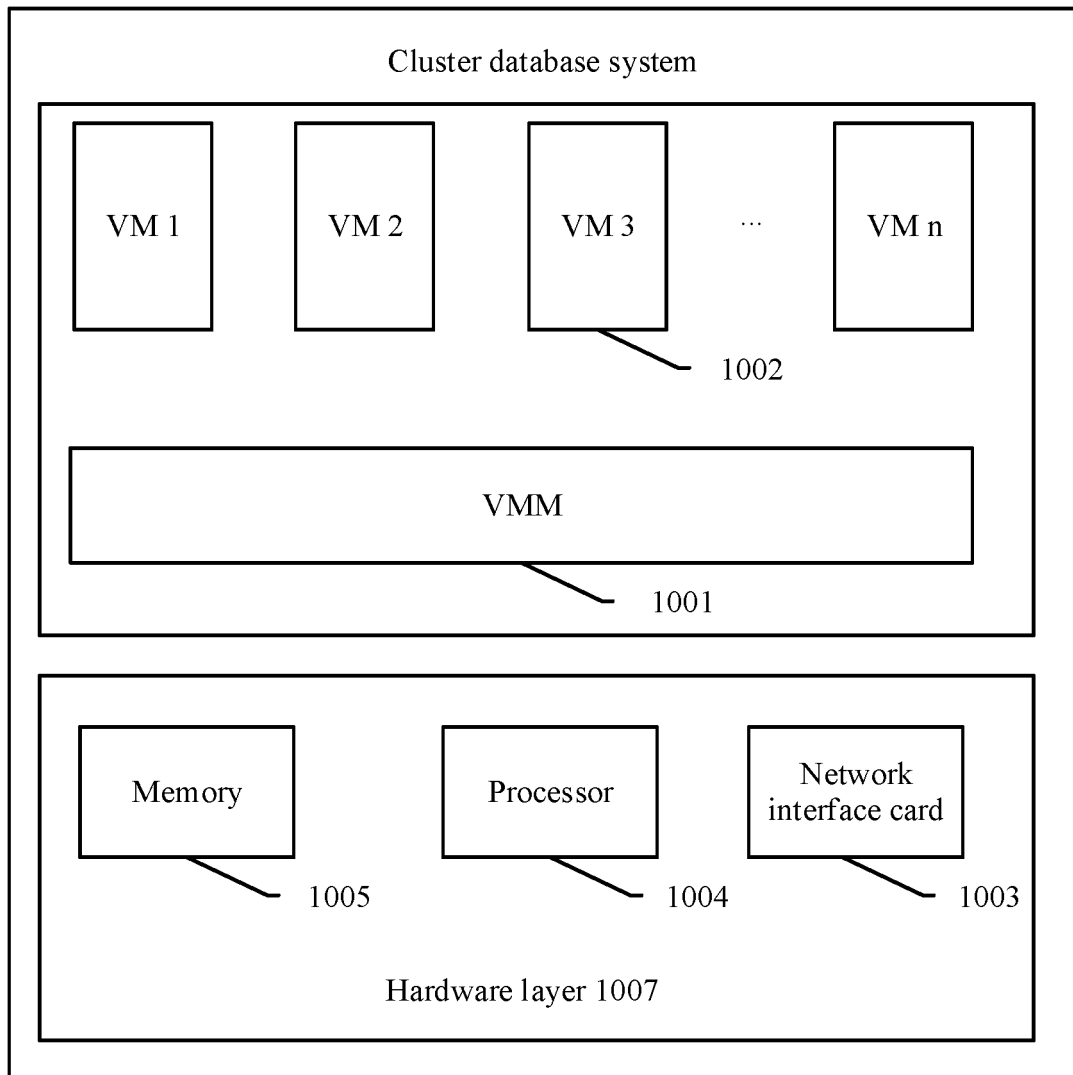 Cluster database system
VM 1
VM 2
VM 3
...
VM n
1002
VMM
1001
Memory
Processor
Network
interface card
1005
1004
1003
Hardware layer 1007